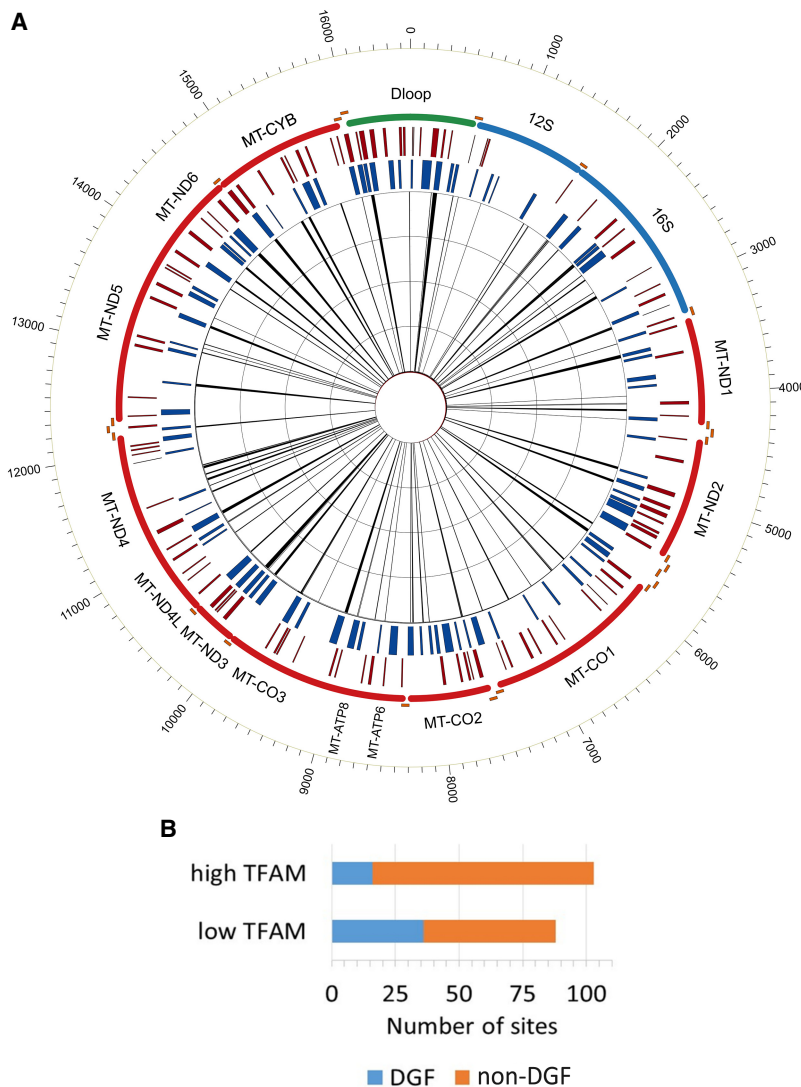 A
0
1000
2000
3000
4000
5000
6000
7000
8000
9000
10000
11000
12000
13000
14000
15000
16000
Dloop
12S
16S
MT-ND1
MT-ND2
MT-CO1
MT-CO2
MT-ATP6
MT-ATP8
MT-CO3
MT-ND3
MT-ND4L
MT-ND4
MT-ND5
MT-ND6
MT-CYB
B
high TFAM
low TFAM
0 25 50 75 100
Number of sites
DGF non-DGF